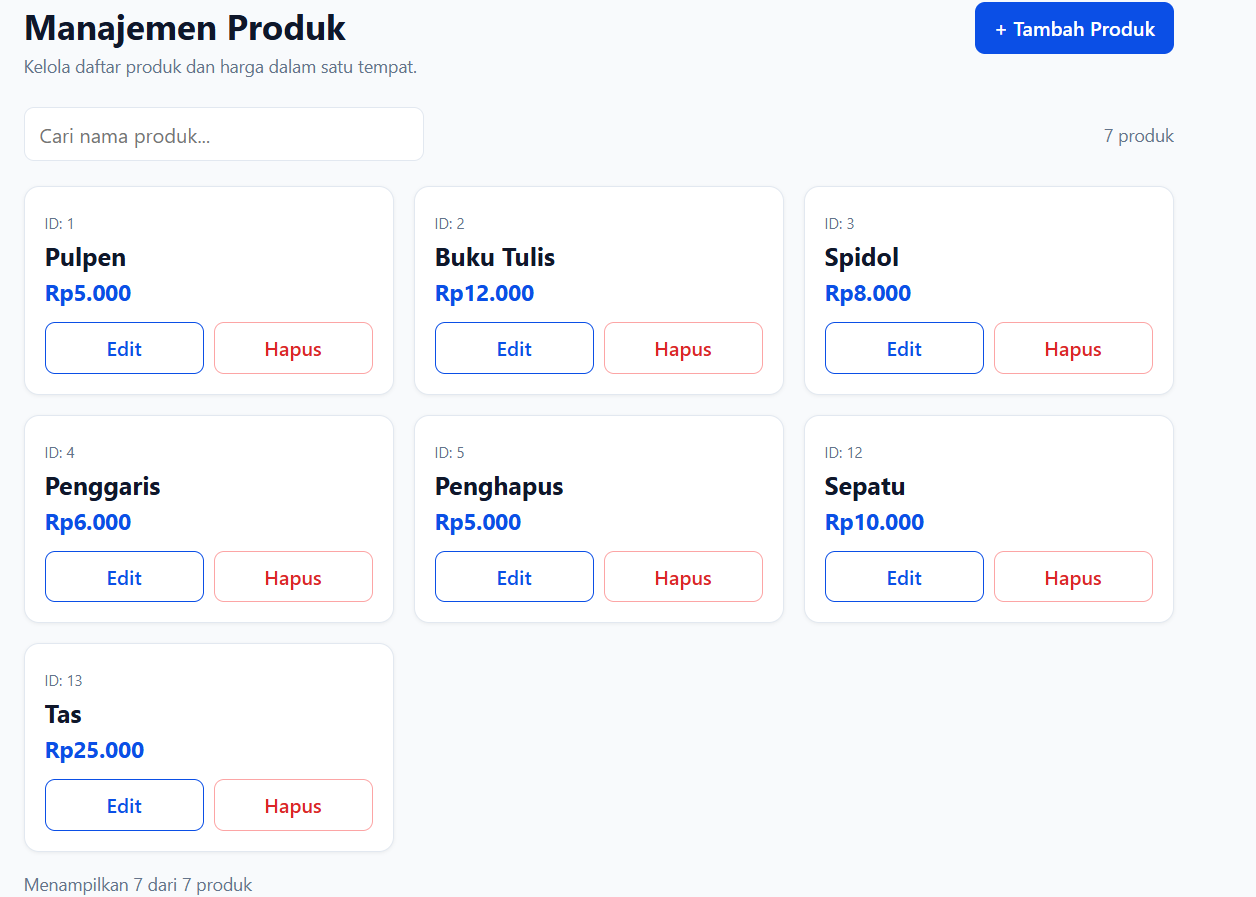 Manajemen Produk
+ Tambah Produk
Kelola daftar produk dan harga dalam satu tempat.
Cari nama produk...
7 produk
ID: 1
Pulpen
Rp5.000
Edit
Hapus
ID: 2
Buku Tulis
Rp12.000
Edit
Hapus
ID: 3
Spidol
Rp8.000
Edit
Hapus
ID: 4
Penggaris
Rp6.000
Edit
Hapus
ID: 5
Penghapus
Rp5.000
Edit
Hapus
ID: 12
Sepatu
Rp10.000
Edit
Hapus
ID: 13
Tas
Rp25.000
Edit
Hapus
Menampilkan 7 dari 7 produk